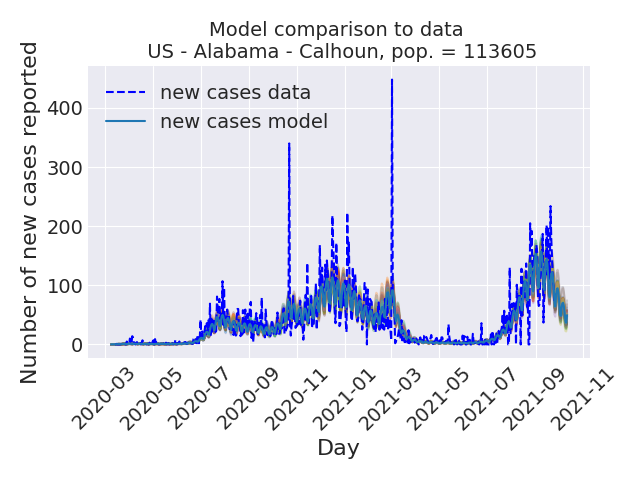 Model comparison to data
US - Alabama - Calhoun, pop. = 113605
Number of new cases reported
400
300
200
100
0
new cases data
new cases model
2020-03
2020-05
2020-07
2020-09
2020-11
2021-01
2021-03
2021-05
2021-07
2021-09
2021-11
Day